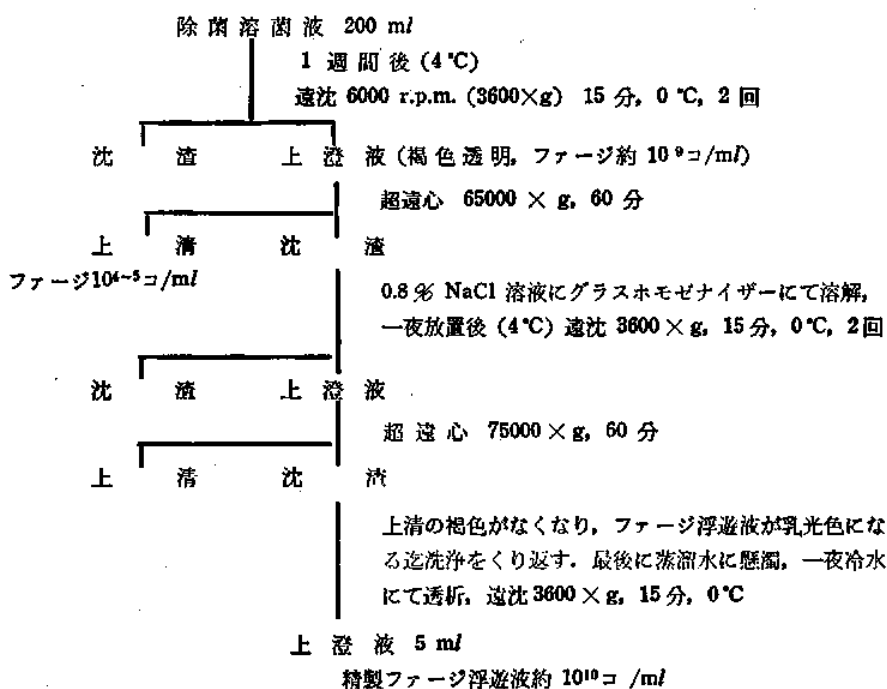 除菌溶菌液 200 ml
1 週間後 (4℃)
遠沈 6000 r.p.m. (3600×g) 15 分, 0 ℃, 2 回
沈渣 上澄液 (褐色透明, ファージ約 10⁹コ/ml)
超遠心 65000 × g, 60 分
上清 沈渣
ファージ10⁴~⁵コ/ml
0.8 % NaCl 溶液にグラスホモゼナイザーにて溶解,
一夜放置後 (4℃) 遠沈 3600 × g, 15分, 0℃, 2回
沈渣 上澄液
超遠心 75000 × g, 60 分
上清 沈渣
上清の褐色がなくなり, ファージ浮遊液が乳光色にな
る迄洗浄をくり返す. 最後に蒸溜水に懸濁, 一夜冷水
にて透析, 遠沈 3600 × g, 15分, 0℃
上澄液 5 ml
精製ファージ浮遊液約 10¹⁰コ /ml